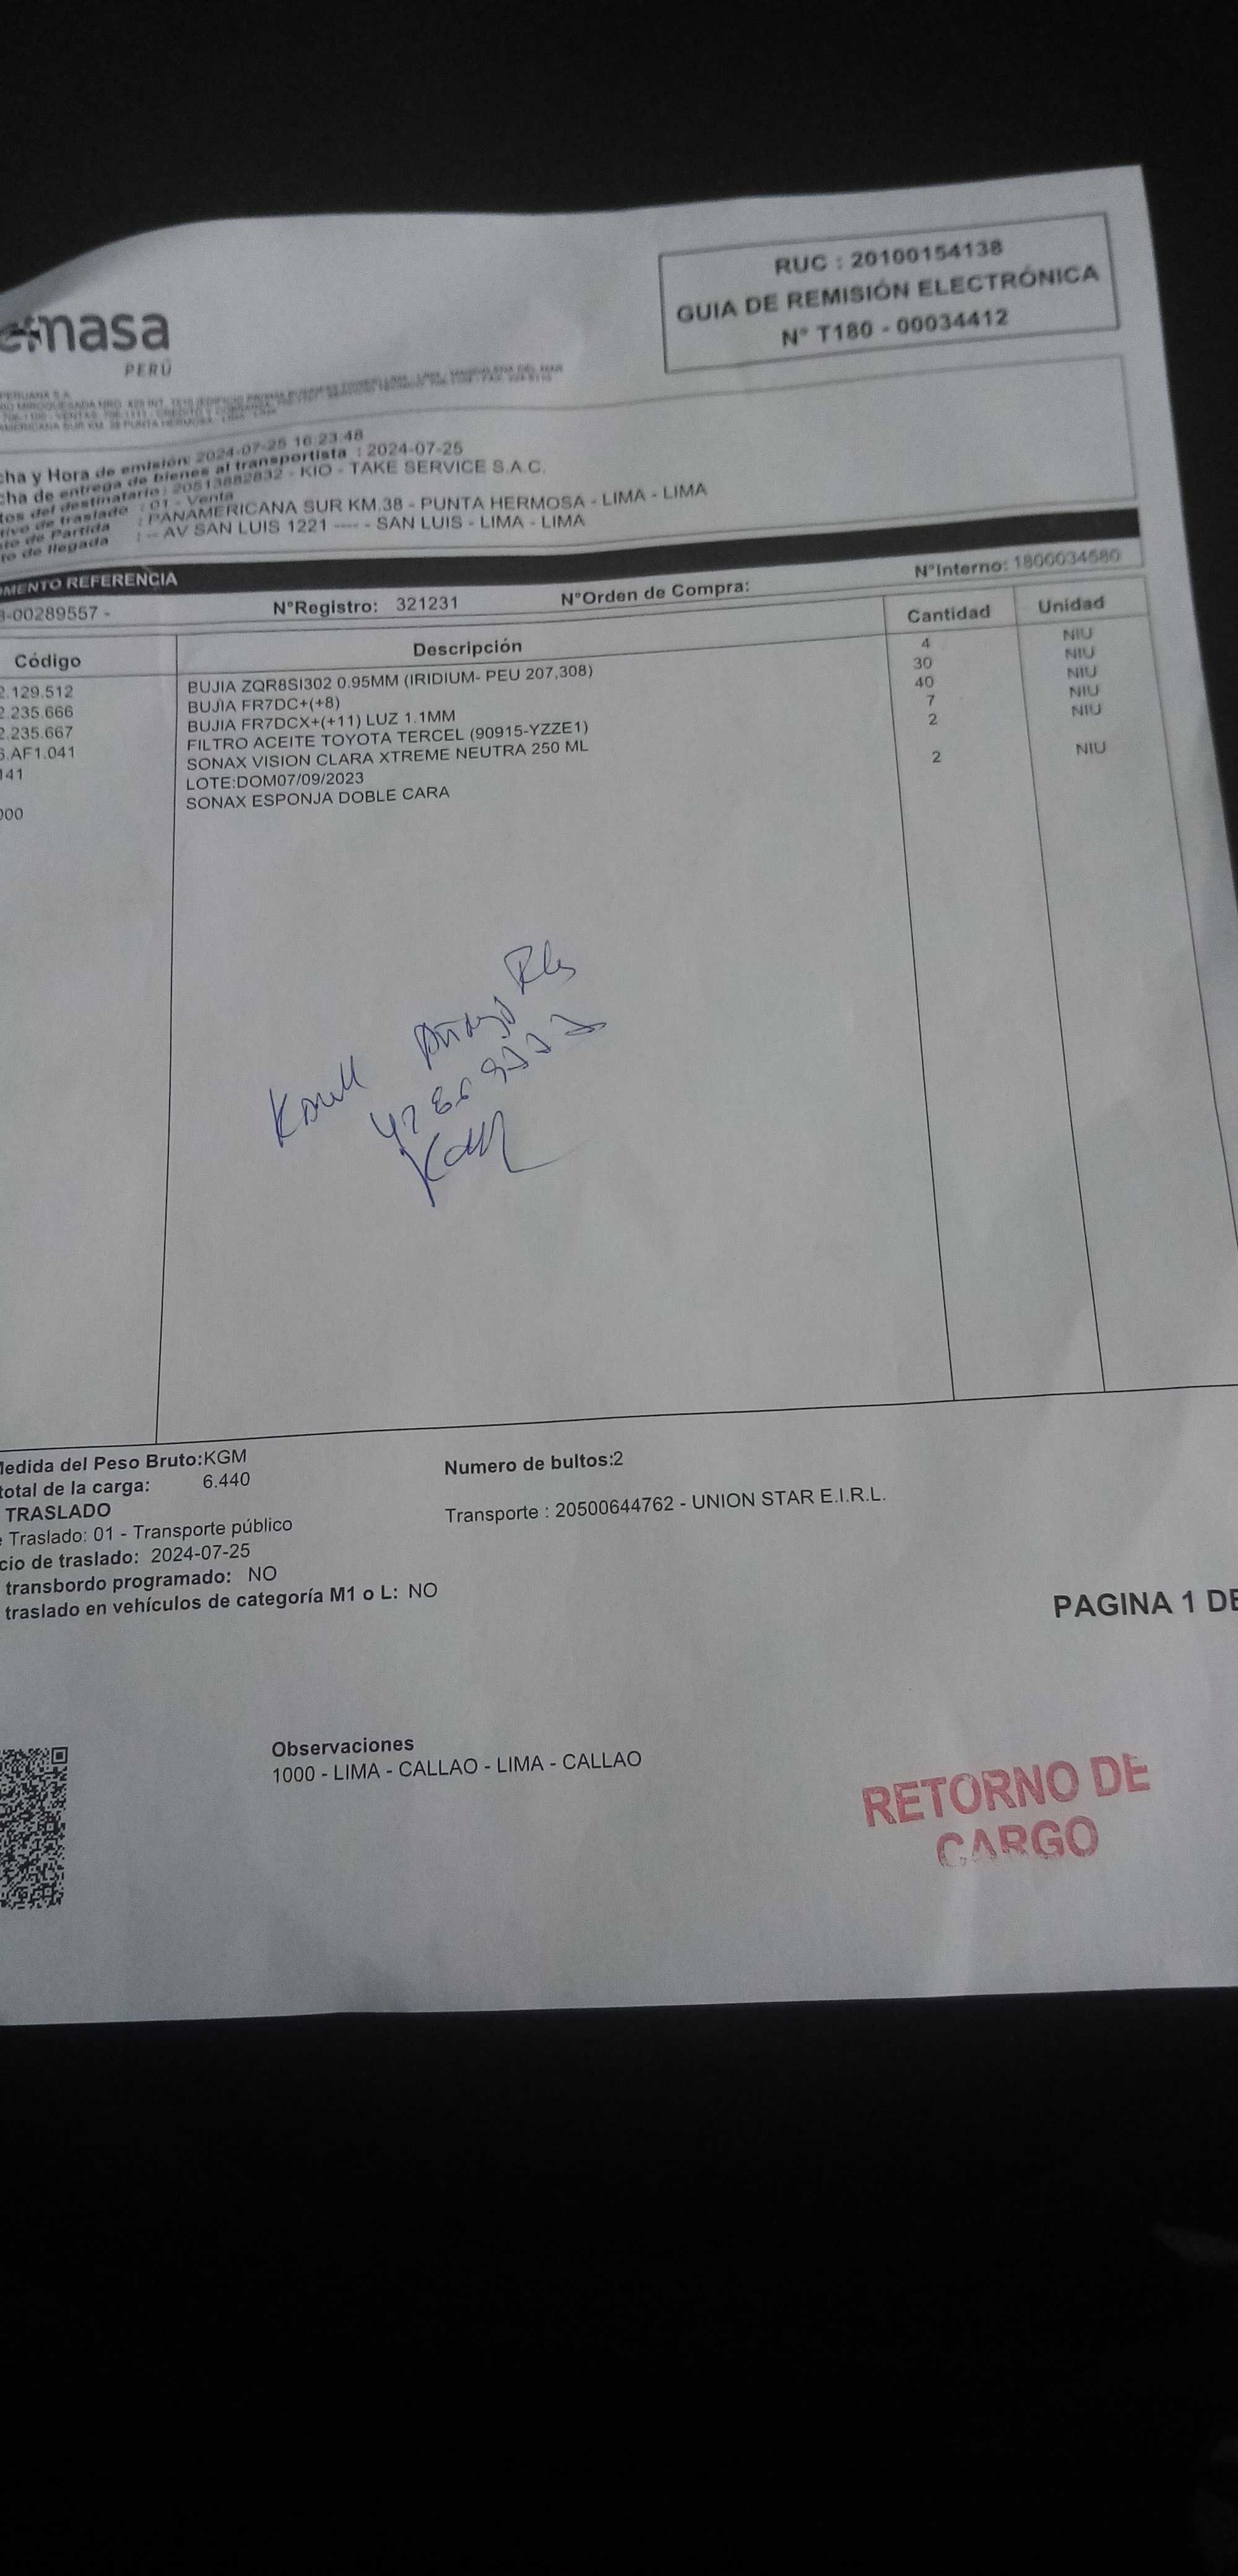 emasa
PERÚ
RUC : 20100154138
GUIA DE REMISIÓN ELECTRÓNICA
N° T180 - 00034412
PERUANA S.A.
cha y Hora de emisión: 2024-07-25 16:23:48
cha de entrega de bienes al transportista : 2024-07-25
tos del destinatario : 20513882832 - KIO - TAKE SERVICE S.A.C.
tivo de traslado : 01 - Venta
to de Partida : PANAMERICANA SUR KM.38 - PUNTA HERMOSA - LIMA - LIMA
to de llegada : -- AV SAN LUIS 1221 ---- - SAN LUIS - LIMA - LIMA
MENTO REFERENCIA
-00289557 - N°Registro: 321231 N°Orden de Compra: N°Interno: 1800034580
Código Descripción Cantidad Unidad
2.129.512 BUJIA ZQR8SI302 0.95MM (IRIDIUM- PEU 207,308) 4 NIU
2.235.666 BUJIA FR7DC+(+8) 30 NIU
2.235.667 BUJIA FR7DCX+(+11) LUZ 1.1MM 40 NIU
.AF1.041 FILTRO ACEITE TOYOTA TERCEL (90915-YZZE1) 7 NIU
141 SONAX VISION CLARA XTREME NEUTRA 250 ML 2 NIU
LOTE:DOM07/09/2023
000 SONAX ESPONJA DOBLE CARA 2 NIU
Medida del Peso Bruto:KGM Numero de bultos:2
total de la carga: 6.440
TRASLADO Transporte : 20500644762 - UNION STAR E.I.R.L.
e Traslado: 01 - Transporte público
cio de traslado: 2024-07-25
transbordo programado: NO
traslado en vehículos de categoría M1 o L: NO
PAGINA 1 DE
Observaciones
1000 - LIMA - CALLAO - LIMA - CALLAO
RETORNO DE
CARGO